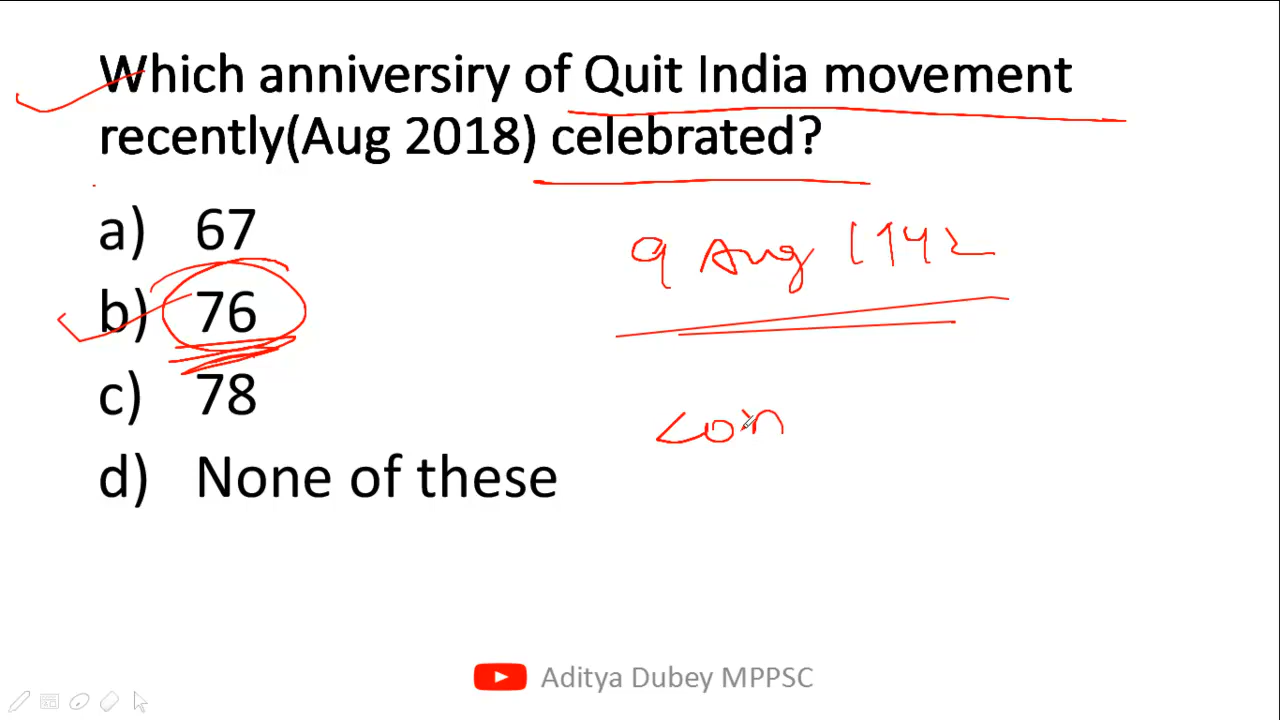 Which anniversiry of Quit India movement
recently(Aug 2018) celebrated?
a) 67
b) 76
c) 78
d) None of these
9 Aug 1942
Con
Aditya Dubey MPPSC